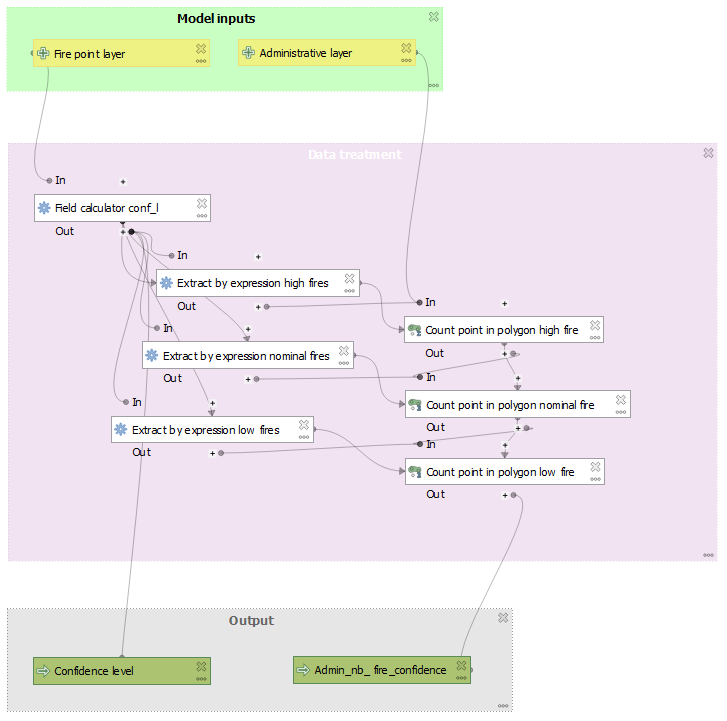 Model inputs
Fire point layer
Administrative layer
Data treatment
In
Field calculator conf_l
Out
In
Extract by expression high fires
Out
In
Count point in polygon high fire
Out
In
Extract by expression nominal fires
Out
In
Count point in polygon nominal fire
Out
In
Extract by expression low fires
Out
In
Count point in polygon low fire
Out
Output
Confidence level
Admin_nb_ fire_confidence